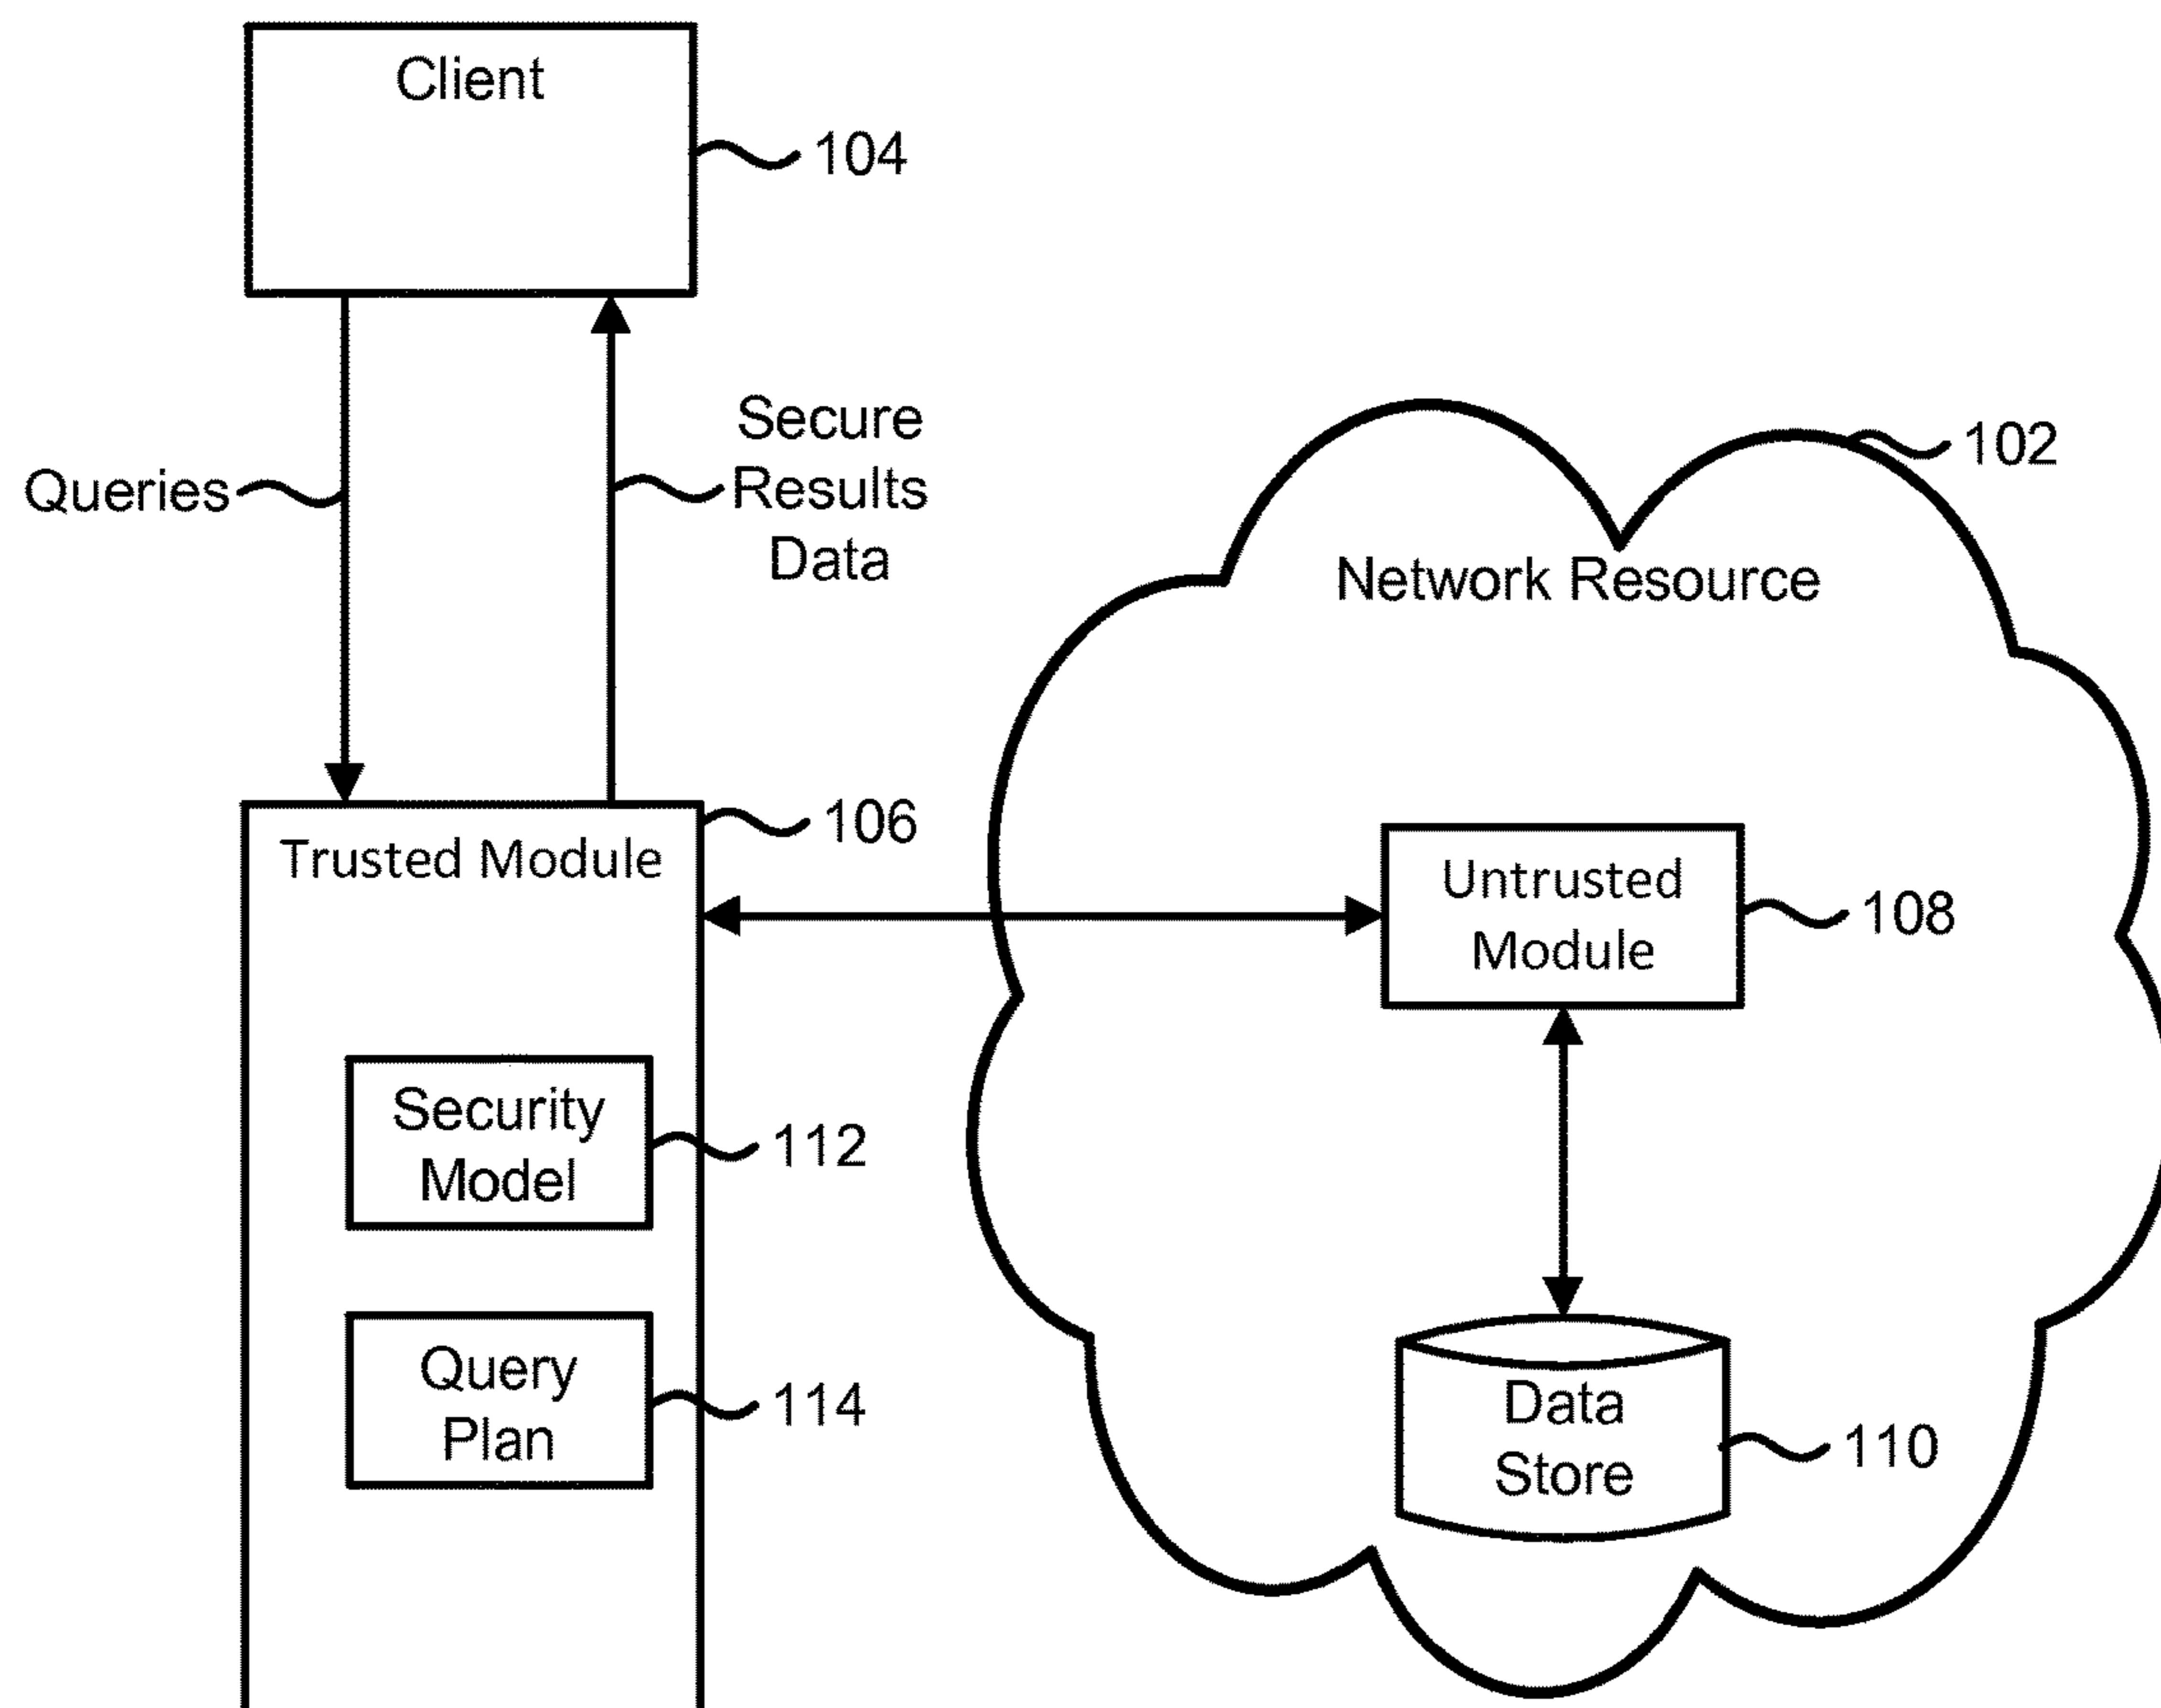 Client
104
Queries
Secure
Results
Data
102
Network Resource
106
Trusted Module
Untrusted
Module
108
Security
Model
112
Query
Plan
114
Data
Store
110